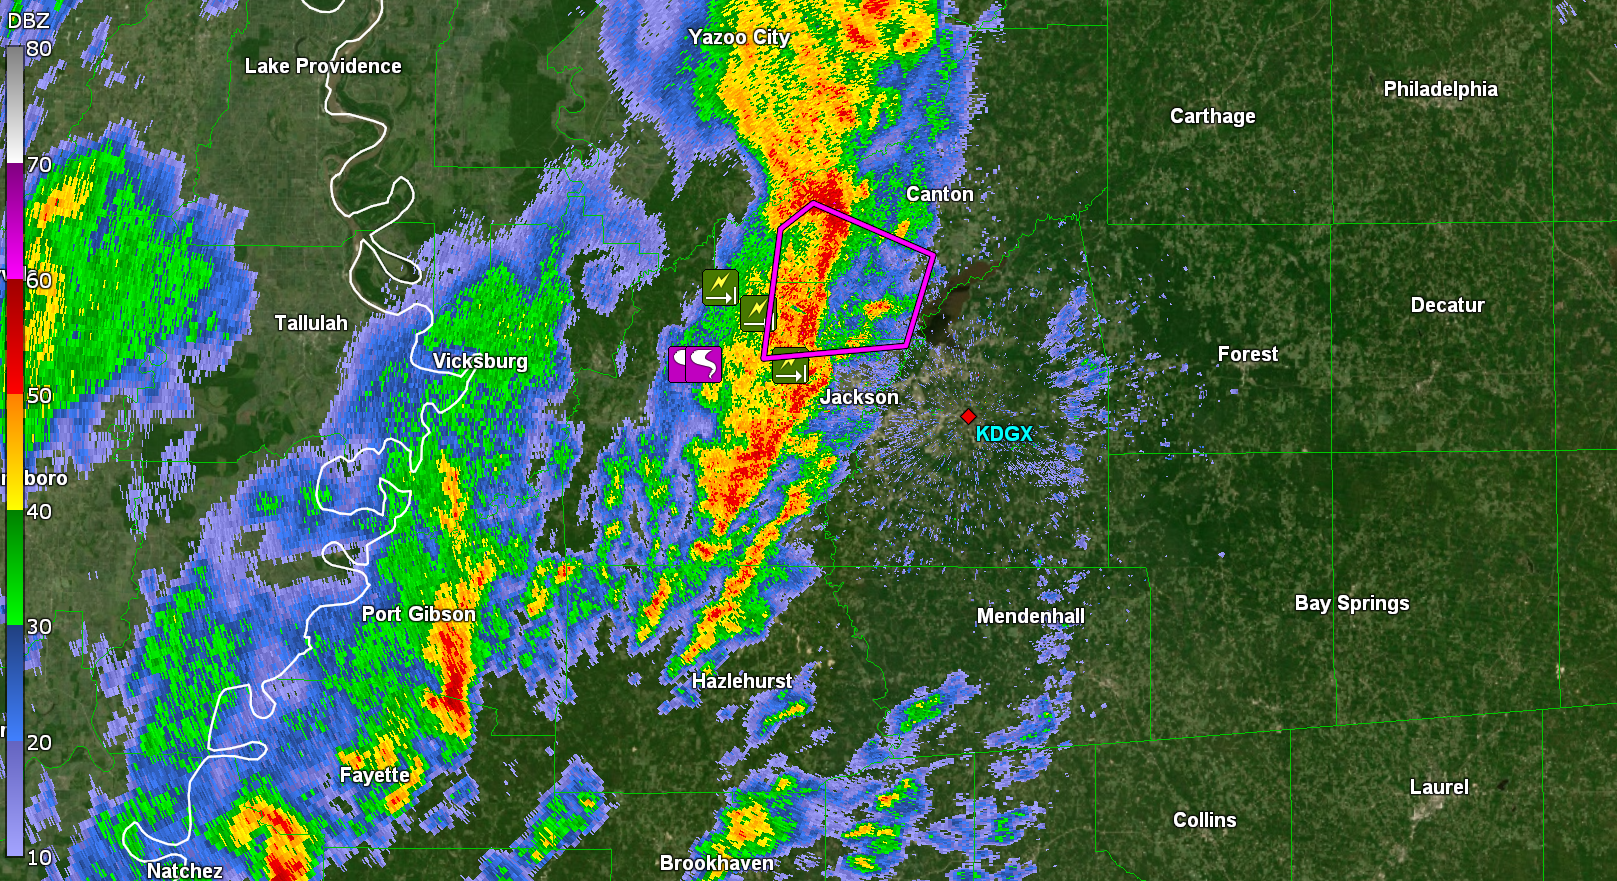 DBZ
Yazoo City
80
Lake Providence
Philadelphia
Carthage
70
Canton
60
Decatur
Tallulah
Forest
Vicksburg
50
Jackson
KDGX
boro
40
Port Gibson
Bay Springs
Mendenhall
30
Hazlehurst
20
Fayette
Laurel
Collins
10
Brookhaven
Natchez